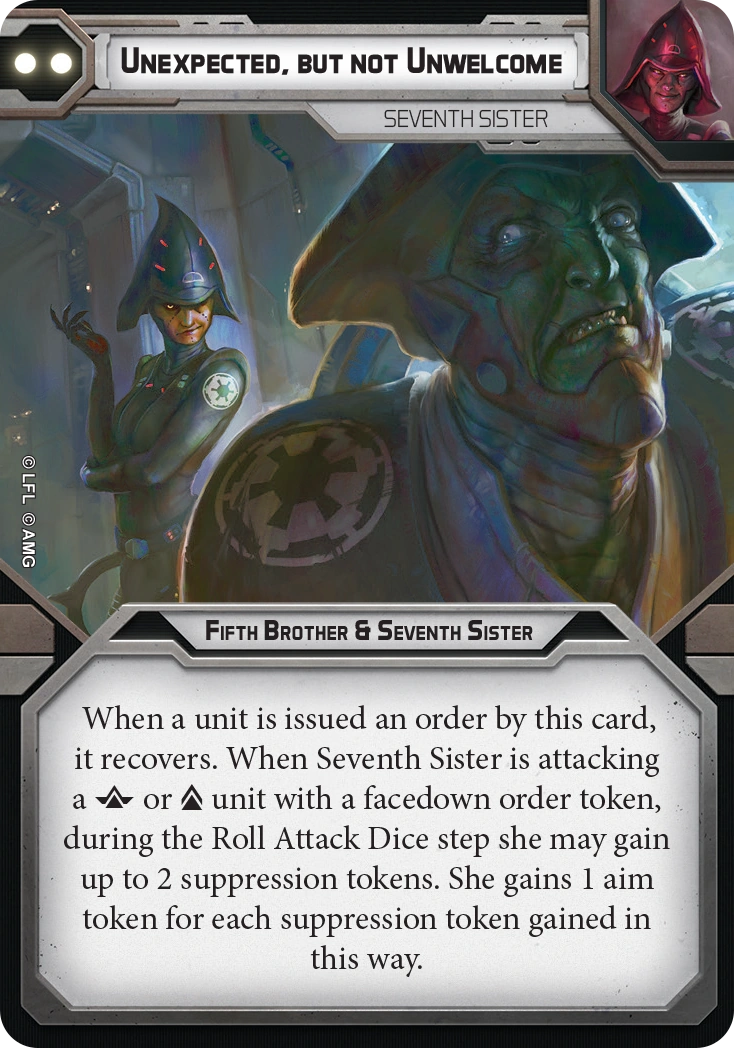 Unexpected, but not Unwelcome
SEVENTH SISTER
© LFL © AMG
Fifth Brother & Seventh Sister
When a unit is issued an order by this card,
it recovers. When Seventh Sister is attacking
a or unit with a facedown order token,
during the Roll Attack Dice step she may gain
up to 2 suppression tokens. She gains 1 aim
token for each suppression token gained in
this way.